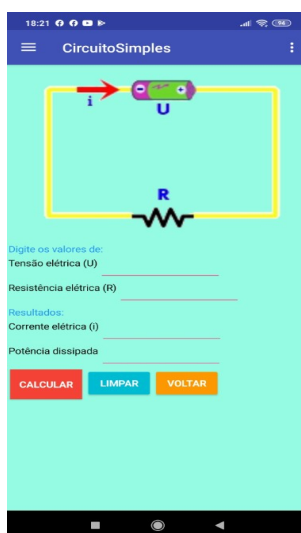 18:21 94
CircuitoSimples
- +
i
U
R
Digite os valores de:
Tensão elétrica (U)
Resistência elétrica (R)
Resultados:
Corrente elétrica (i)
Potência dissipada
CALCULAR LIMPAR VOLTAR